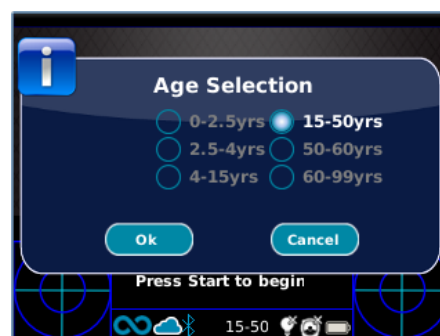 Age Selection
0-2.5yrs 15-50yrs
2.5-4yrs 50-60yrs
4-15yrs 60-99yrs
Ok Cancel
Press Start to begin
15-50